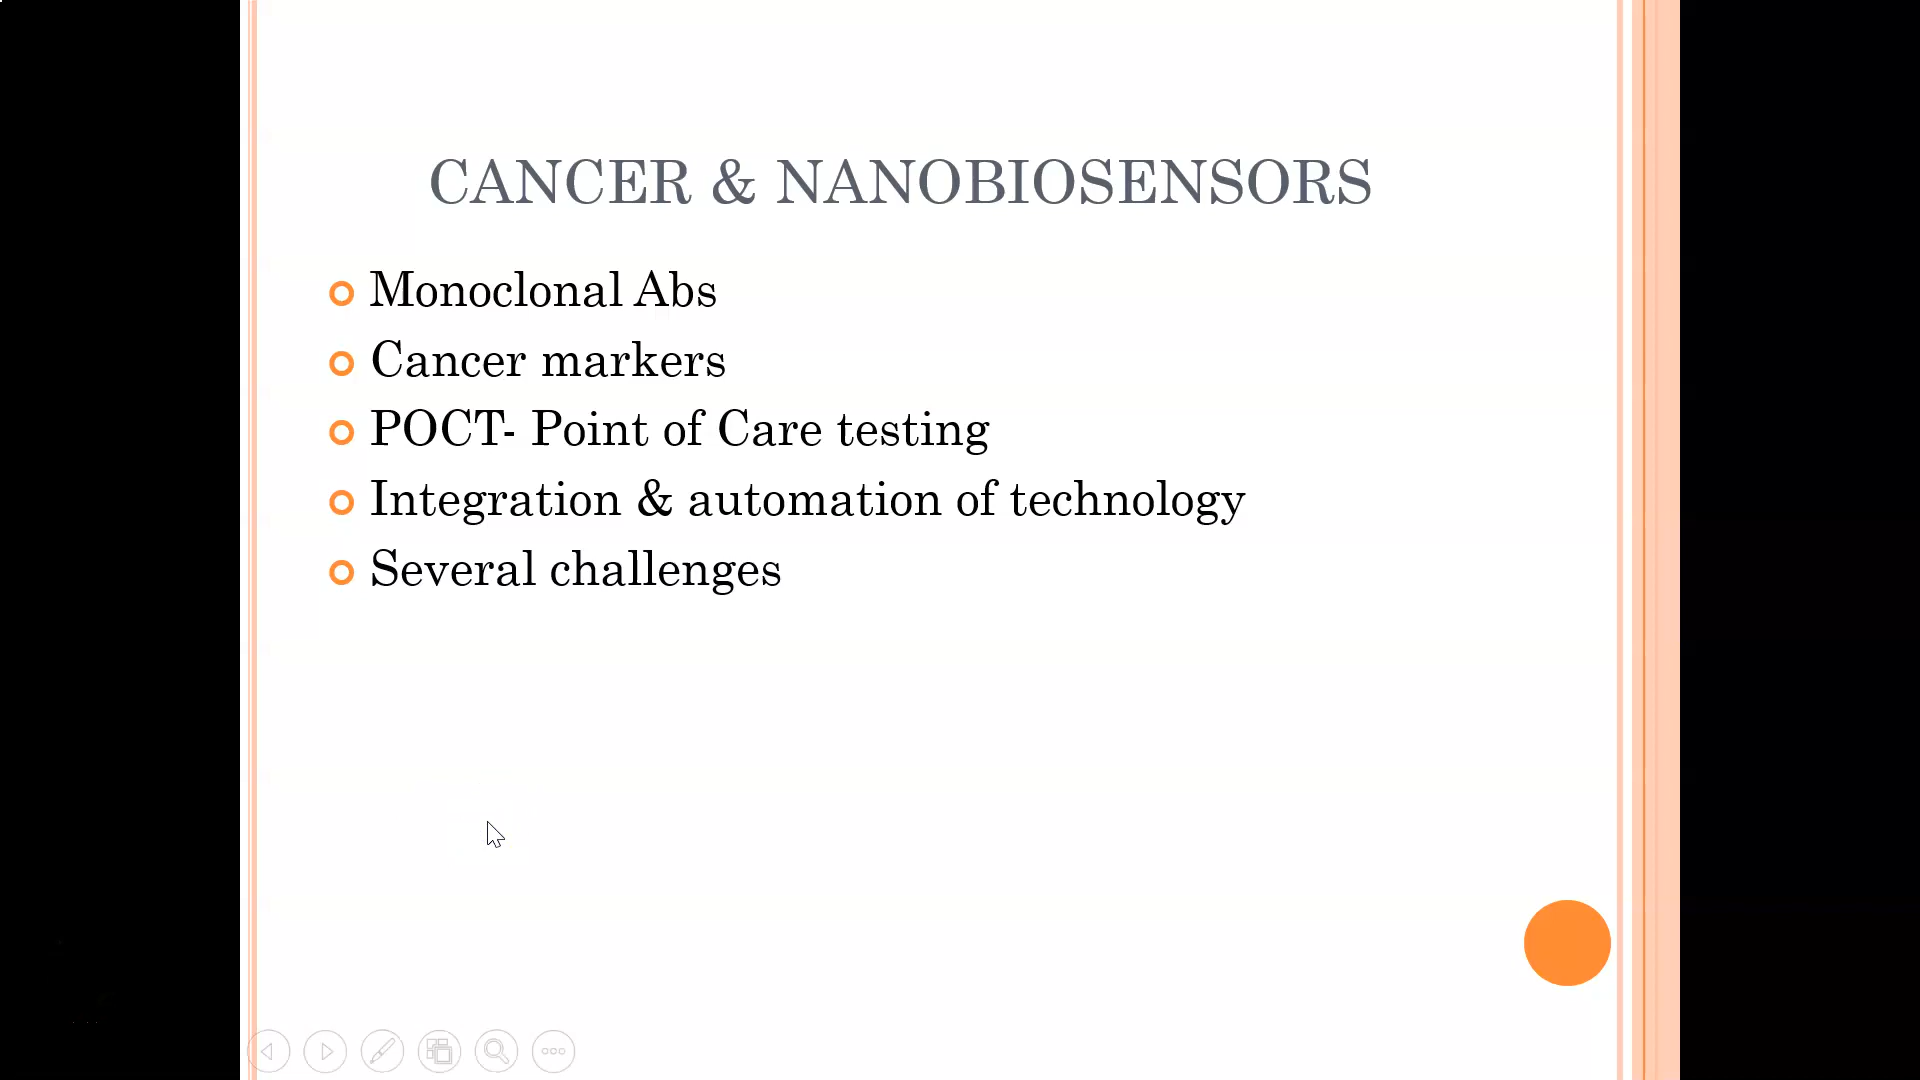 CANCER & NANOBIOSENSORS
Monoclonal Abs
Cancer markers
POCT- Point of Care testing
Integration & automation of technology
Several challenges